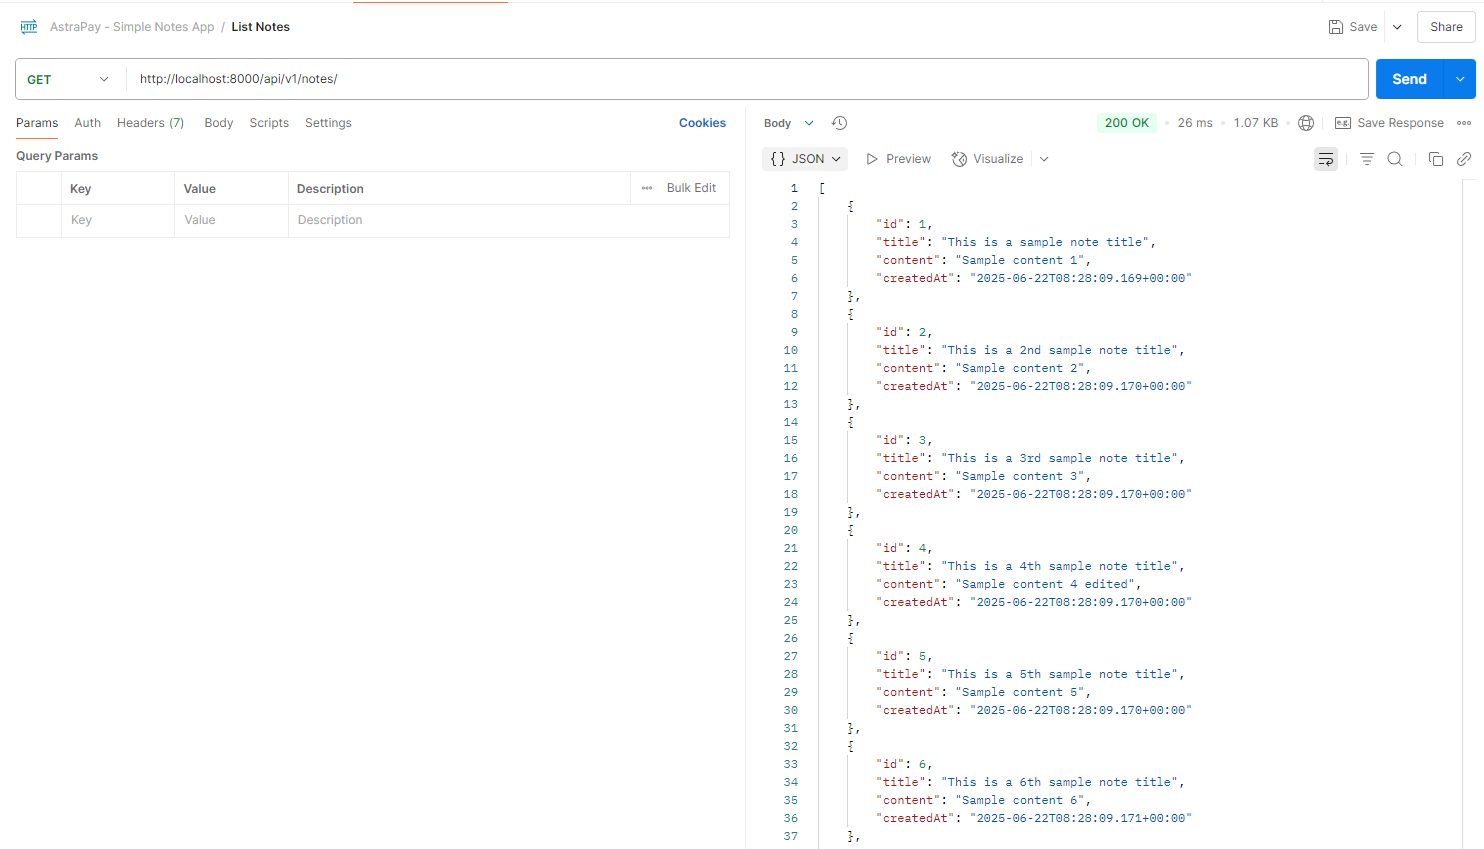 HTTP AstraPay - Simple Notes App / List Notes Save Share
GET http://localhost:8000/api/v1/notes/ Send
Params Auth Headers (7) Body Scripts Settings Cookies
Query Params
Key Value Description Bulk Edit
Key Value Description
Body 200 OK 26 ms 1.07 KB e.g. Save Response
{} JSON Preview Visualize
1 [
2 {
3 "id": 1,
4 "title": "This is a sample note title",
5 "content": "Sample content 1",
6 "createdAt": "2025-06-22T08:28:09.169+00:00"
7 },
8 {
9 "id": 2,
10 "title": "This is a 2nd sample note title",
11 "content": "Sample content 2",
12 "createdAt": "2025-06-22T08:28:09.170+00:00"
13 },
14 {
15 "id": 3,
16 "title": "This is a 3rd sample note title",
17 "content": "Sample content 3",
18 "createdAt": "2025-06-22T08:28:09.170+00:00"
19 },
20 {
21 "id": 4,
22 "title": "This is a 4th sample note title",
23 "content": "Sample content 4 edited",
24 "createdAt": "2025-06-22T08:28:09.170+00:00"
25 },
26 {
27 "id": 5,
28 "title": "This is a 5th sample note title",
29 "content": "Sample content 5",
30 "createdAt": "2025-06-22T08:28:09.170+00:00"
31 },
32 {
33 "id": 6,
34 "title": "This is a 6th sample note title",
35 "content": "Sample content 6",
36 "createdAt": "2025-06-22T08:28:09.171+00:00"
37 },